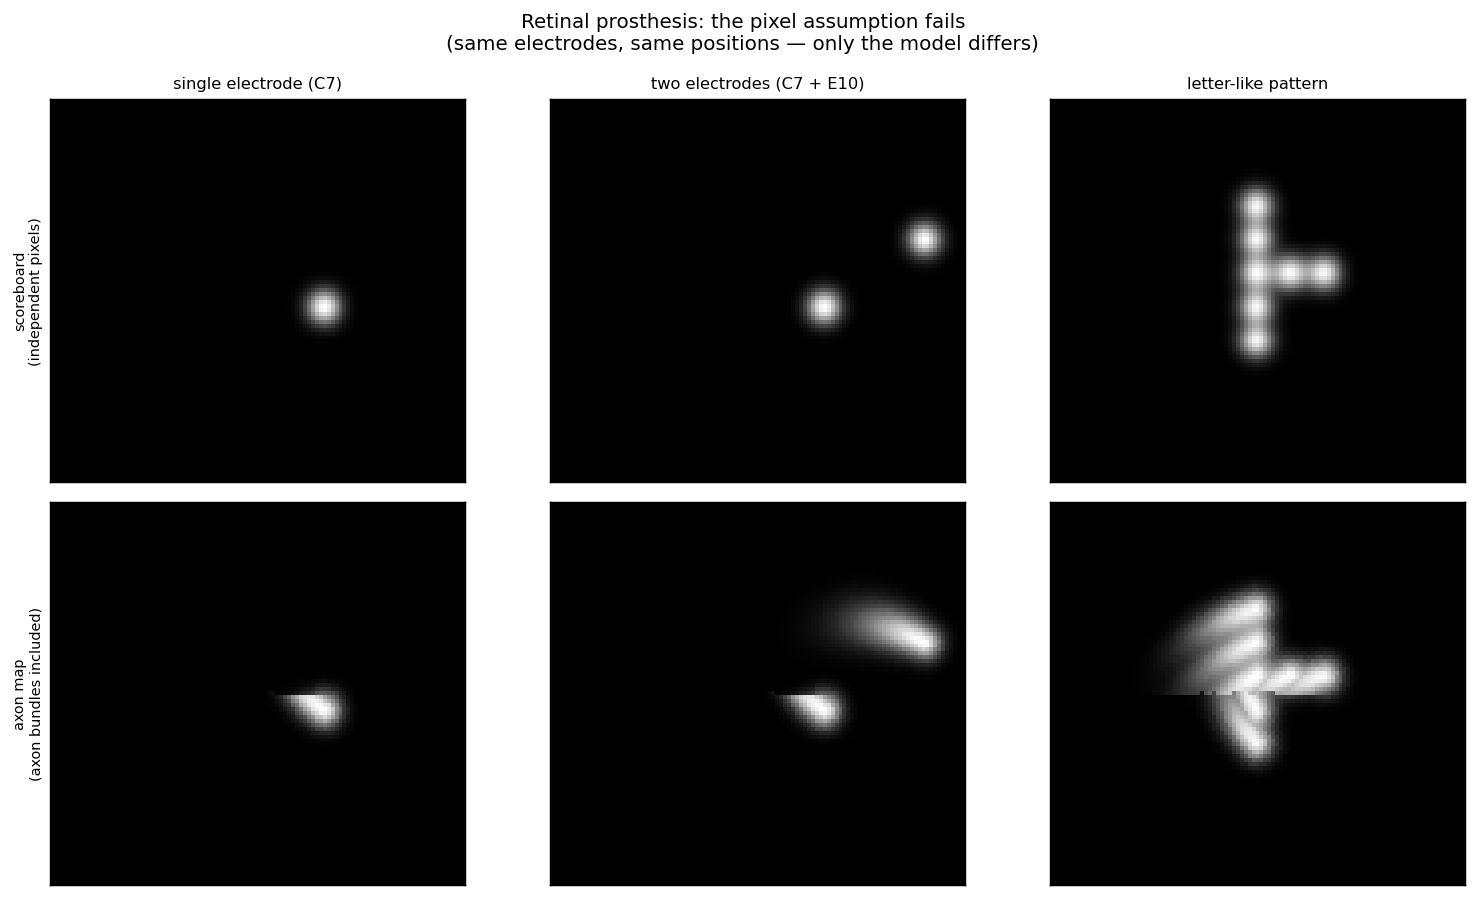 Retinal prosthesis: the pixel assumption fails
(same electrodes, same positions — only the model differs)
single electrode (C7)
two electrodes (C7 + E10)
letter-like pattern
scoreboard
(independent pixels)
axon map
(axon bundles included)